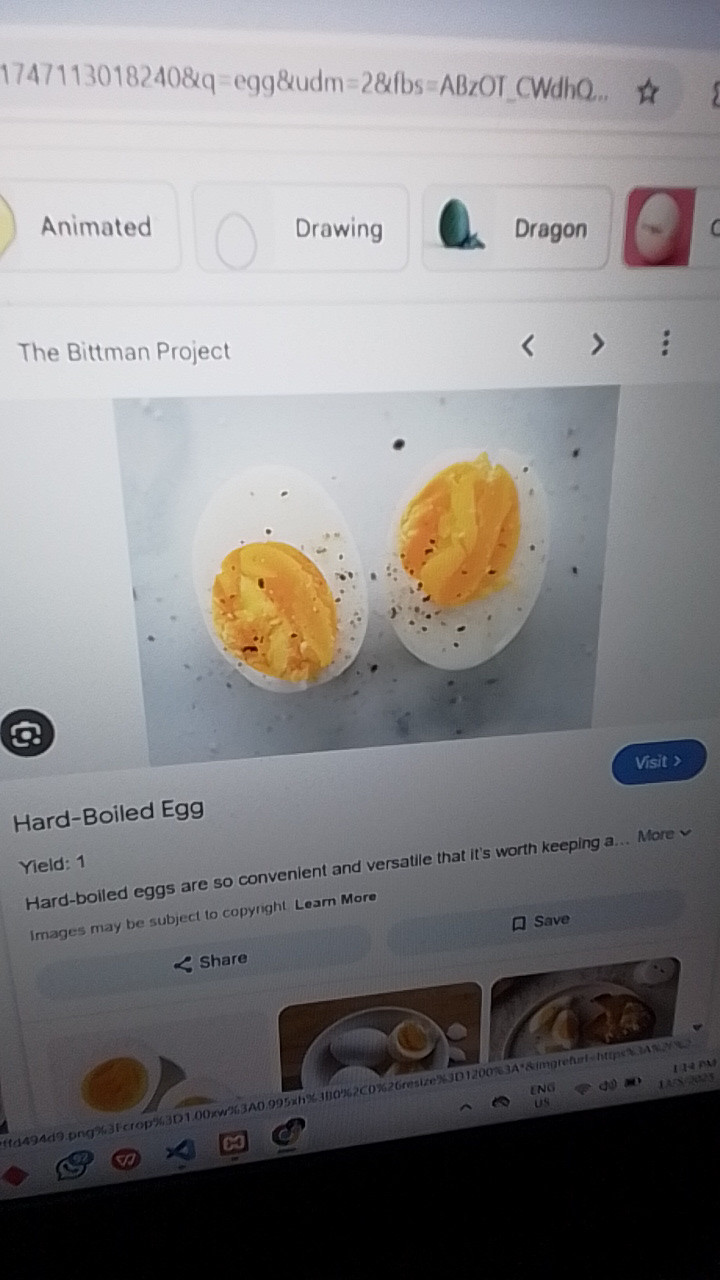 1747113018240&q=egg&udm=2&fbs=ABzOT_CWdhQ...
Animated
Drawing
Dragon
The Bittman Project
Visit >
Hard-Boiled Egg
Yield: 1
Hard-boiled eggs are so convenient and versatile that it's worth keeping a... More
Images may be subject to copyright. Learn More
Share
Save
ffd494d9.png%3Fcrop%3D1.00xw%3A0.995xh%3B0%2C0%26resize%3D1200%3A*&imgrefurl=https%3A%2F%2
ENG
US
1:14 PM
13/5/2025